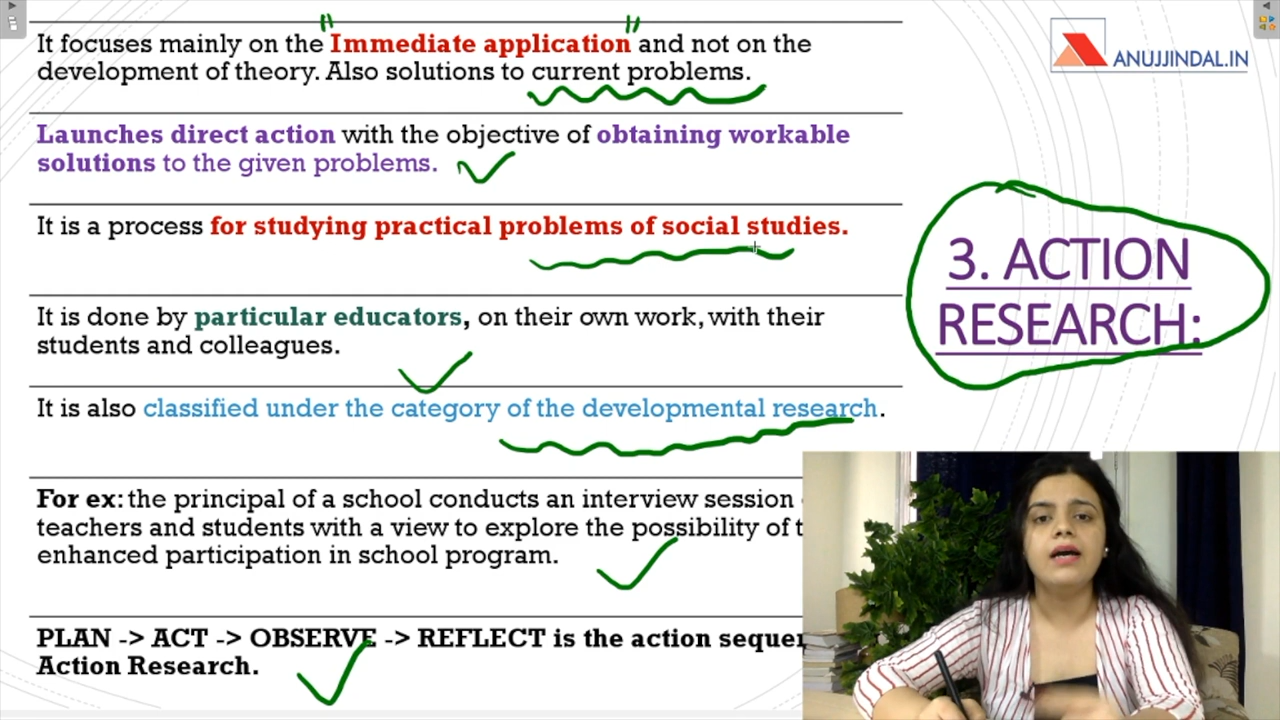 It focuses mainly on the "Immediate application" and not on the
development of theory. Also solutions to current problems.
Launches direct action with the objective of obtaining workable
solutions to the given problems.
It is a process for studying practical problems of social studies.
It is done by particular educators, on their own work, with their
students and colleagues.
It is also classified under the category of the developmental research.
For ex: the principal of a school conducts an interview session
teachers and students with a view to explore the possibility of
enhanced participation in school program.
PLAN -> ACT -> OBSERVE -> REFLECT is the action
Action Research.
ANUJJINDAL.IN
3. ACTION
RESEARCH: